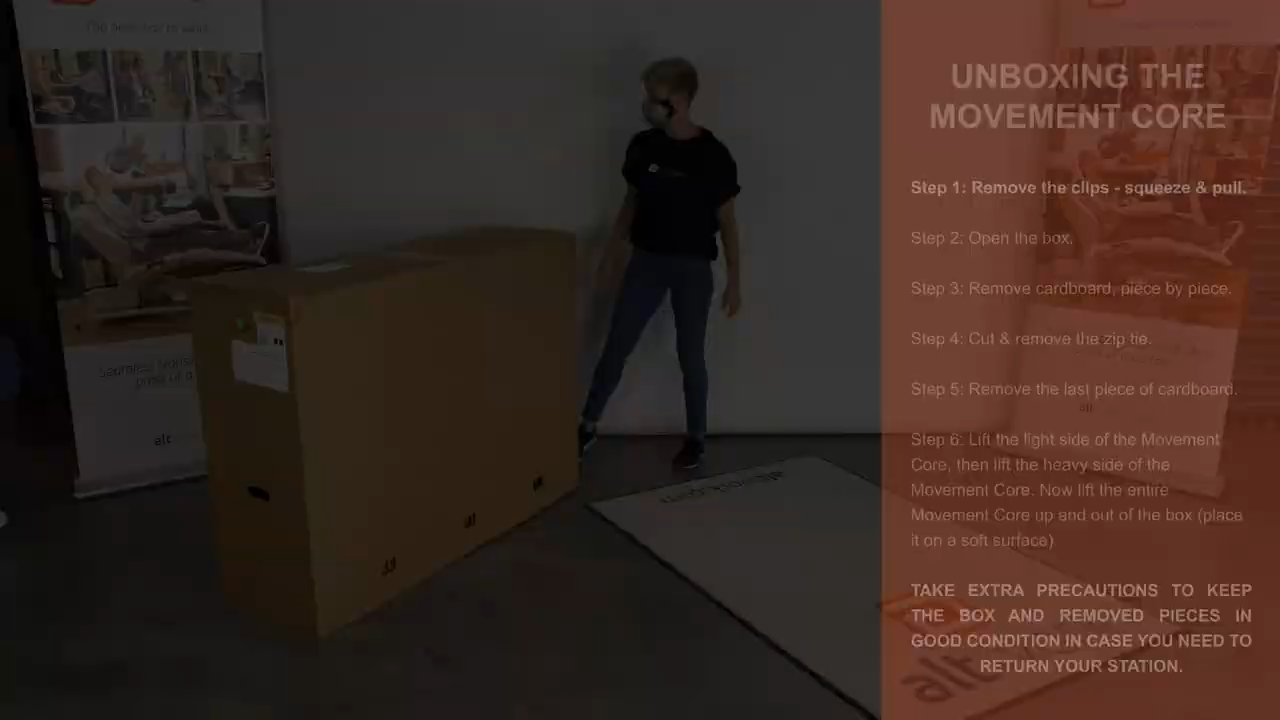 UNBOXING THE
MOVEMENT CORE
Step 1: Remove the clips - squeeze & pull.
Step 2: Open the box.
Step 3: Remove cardboard, piece by piece.
Step 4: Cut & remove the zip tie.
Step 5: Remove the last piece of cardboard.
Step 6: Lift the light side of the Movement
Core, then lift the heavy side of the
Movement Core. Now lift the entire
Movement Core up and out of the box (place
it on a soft surface)
TAKE EXTRA PRECAUTIONS TO KEEP
THE BOX AND REMOVED PIECES IN
GOOD CONDITION IN CASE YOU NEED TO
RETURN YOUR STATION.